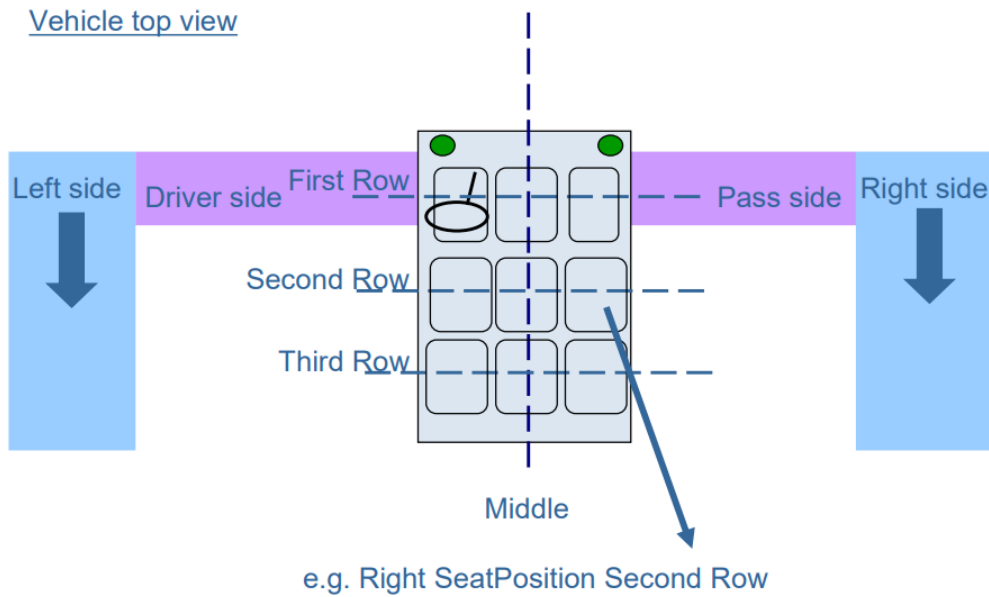 Vehicle top view
Left side
Driver side
First Row
Pass side
Right side
Second Row
Third Row
Middle
e.g. Right SeatPosition Second Row